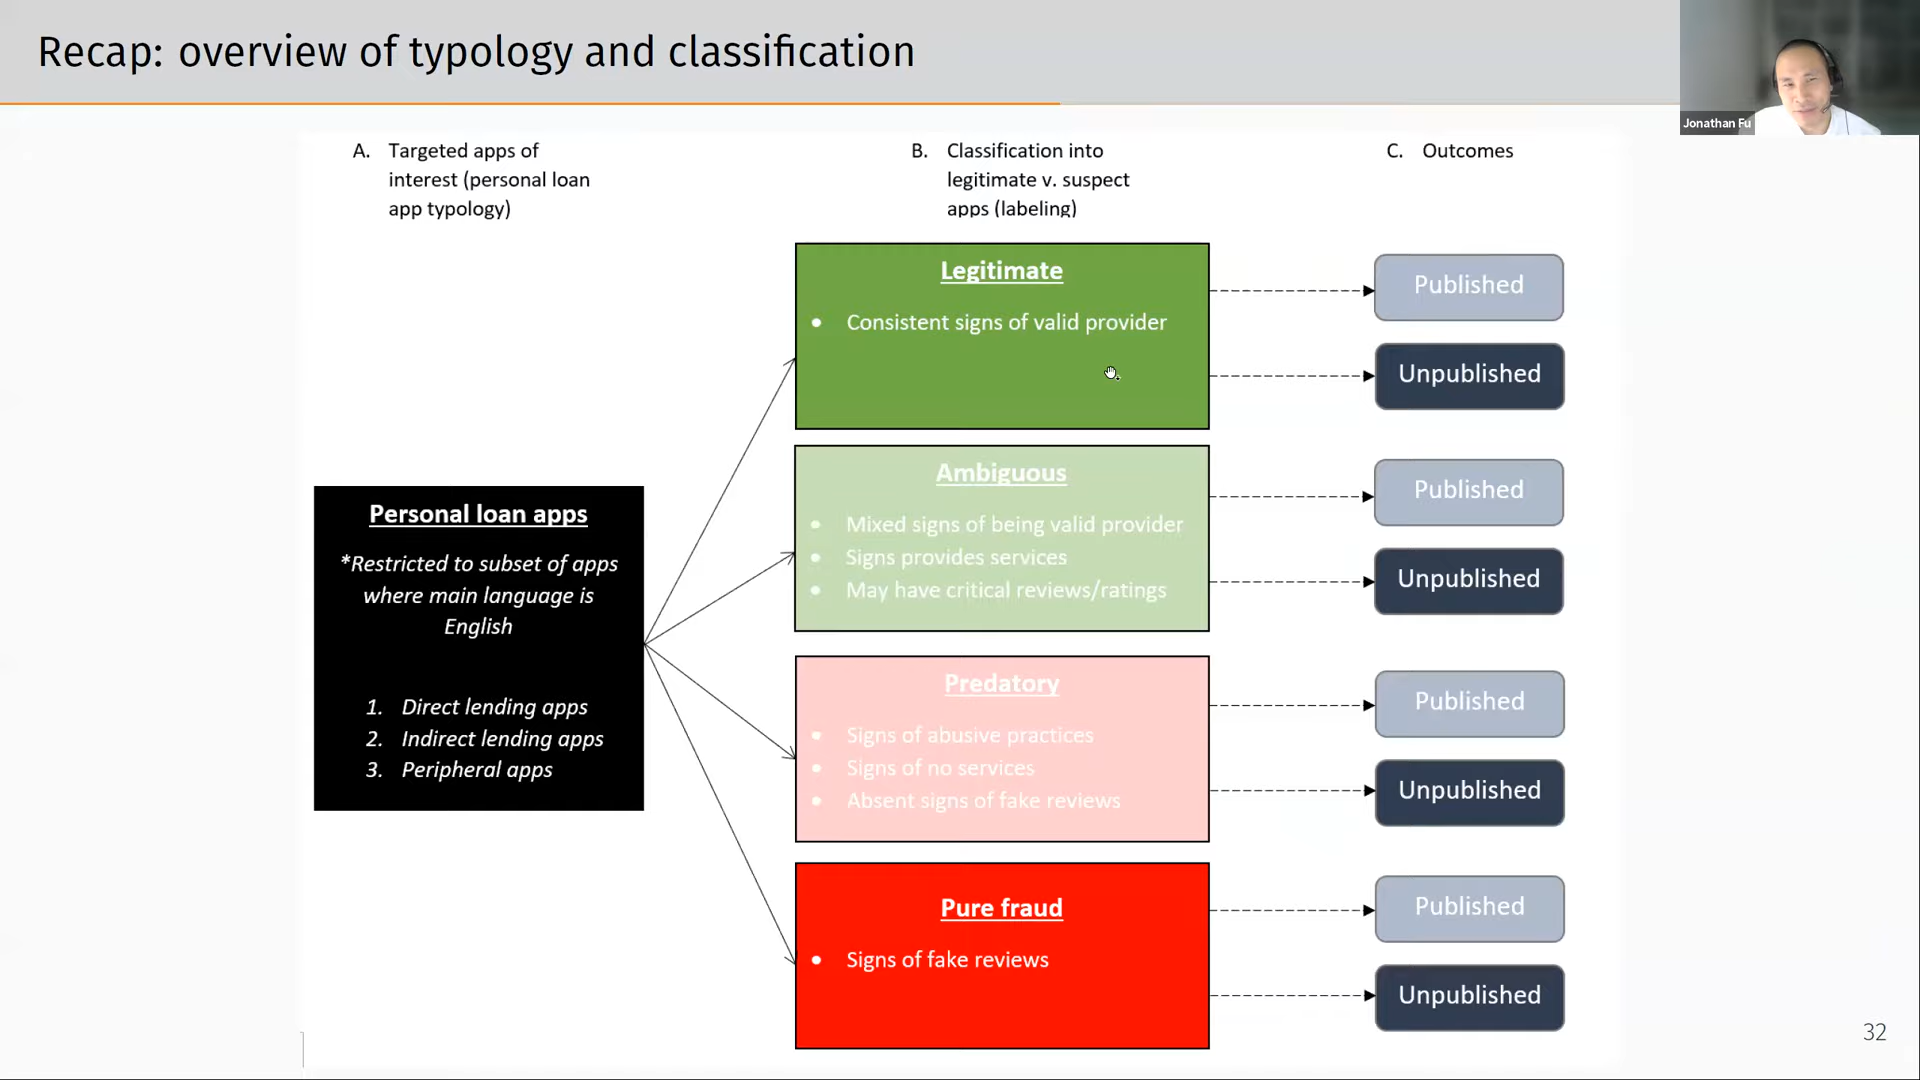 Recap: overview of typology and classification
Jonathan Fu
A. Targeted apps of
interest (personal loan
app typology)
B. Classification into
legitimate v. suspect
apps (labeling)
C. Outcomes
Personal loan apps
*Restricted to subset of apps
where main language is
English
1. Direct lending apps
2. Indirect lending apps
3. Peripheral apps
Legitimate
• Consistent signs of valid provider
Published
Unpublished
Ambiguous
• Mixed signs of being valid provider
• Signs provides services
• May have critical reviews/ratings
Published
Unpublished
Predatory
• Signs of abusive practices
• Signs of no services
• Absent signs of fake reviews
Published
Unpublished
Pure fraud
• Signs of fake reviews
Published
Unpublished
32